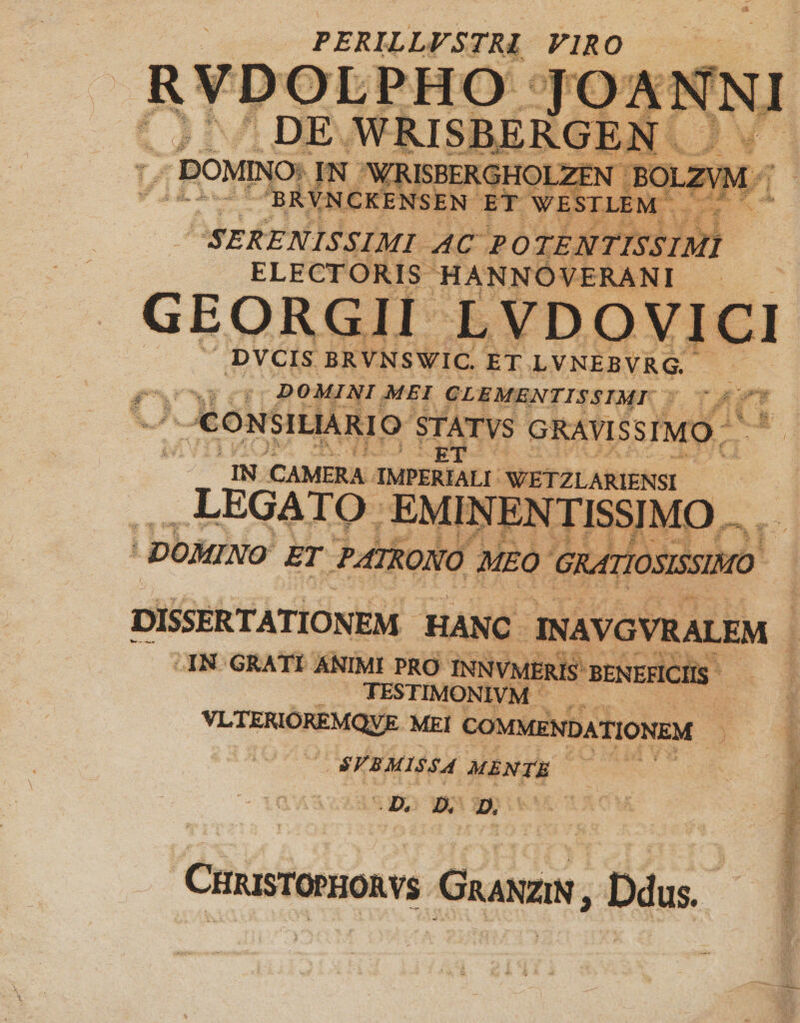 PERILLVSTRI VIRO
RVDOLPHO JOANNI
DE WRISBERGEN
DOMINO IN WRISBERGHOLZEN BOLZVM
BRVNCKENSEN ET WESTLEM
SERENISSIMI AC POTENTISSIMI
ELECTORIS HANNOVERANI
GEORGII LVDOVICI
DVCIS BRVNSWIC. ET LVNEBVRG.
DOMINI MEI CLEMENTISSIMI
CONSILIARIO STATVS GRAVISSIMO
ET
IN CAMERA IMPERIALI WETZLARIENSI
LEGATO EMINENTISSIMO
DOMINO ET PATRONO MEO GRATIOSISSIMO
DISSERTATIONEM HANC INAVGVRALEM
IN GRATI ANIMI PRO INNVMERIS BENEFICIIS
TESTIMONIVM
VLTERIOREMQVE MEI COMMENDATIONEM
SVBMISSA MENTE
D. D. D.
CHRISTOPHORVS GRANZIN, Ddus.